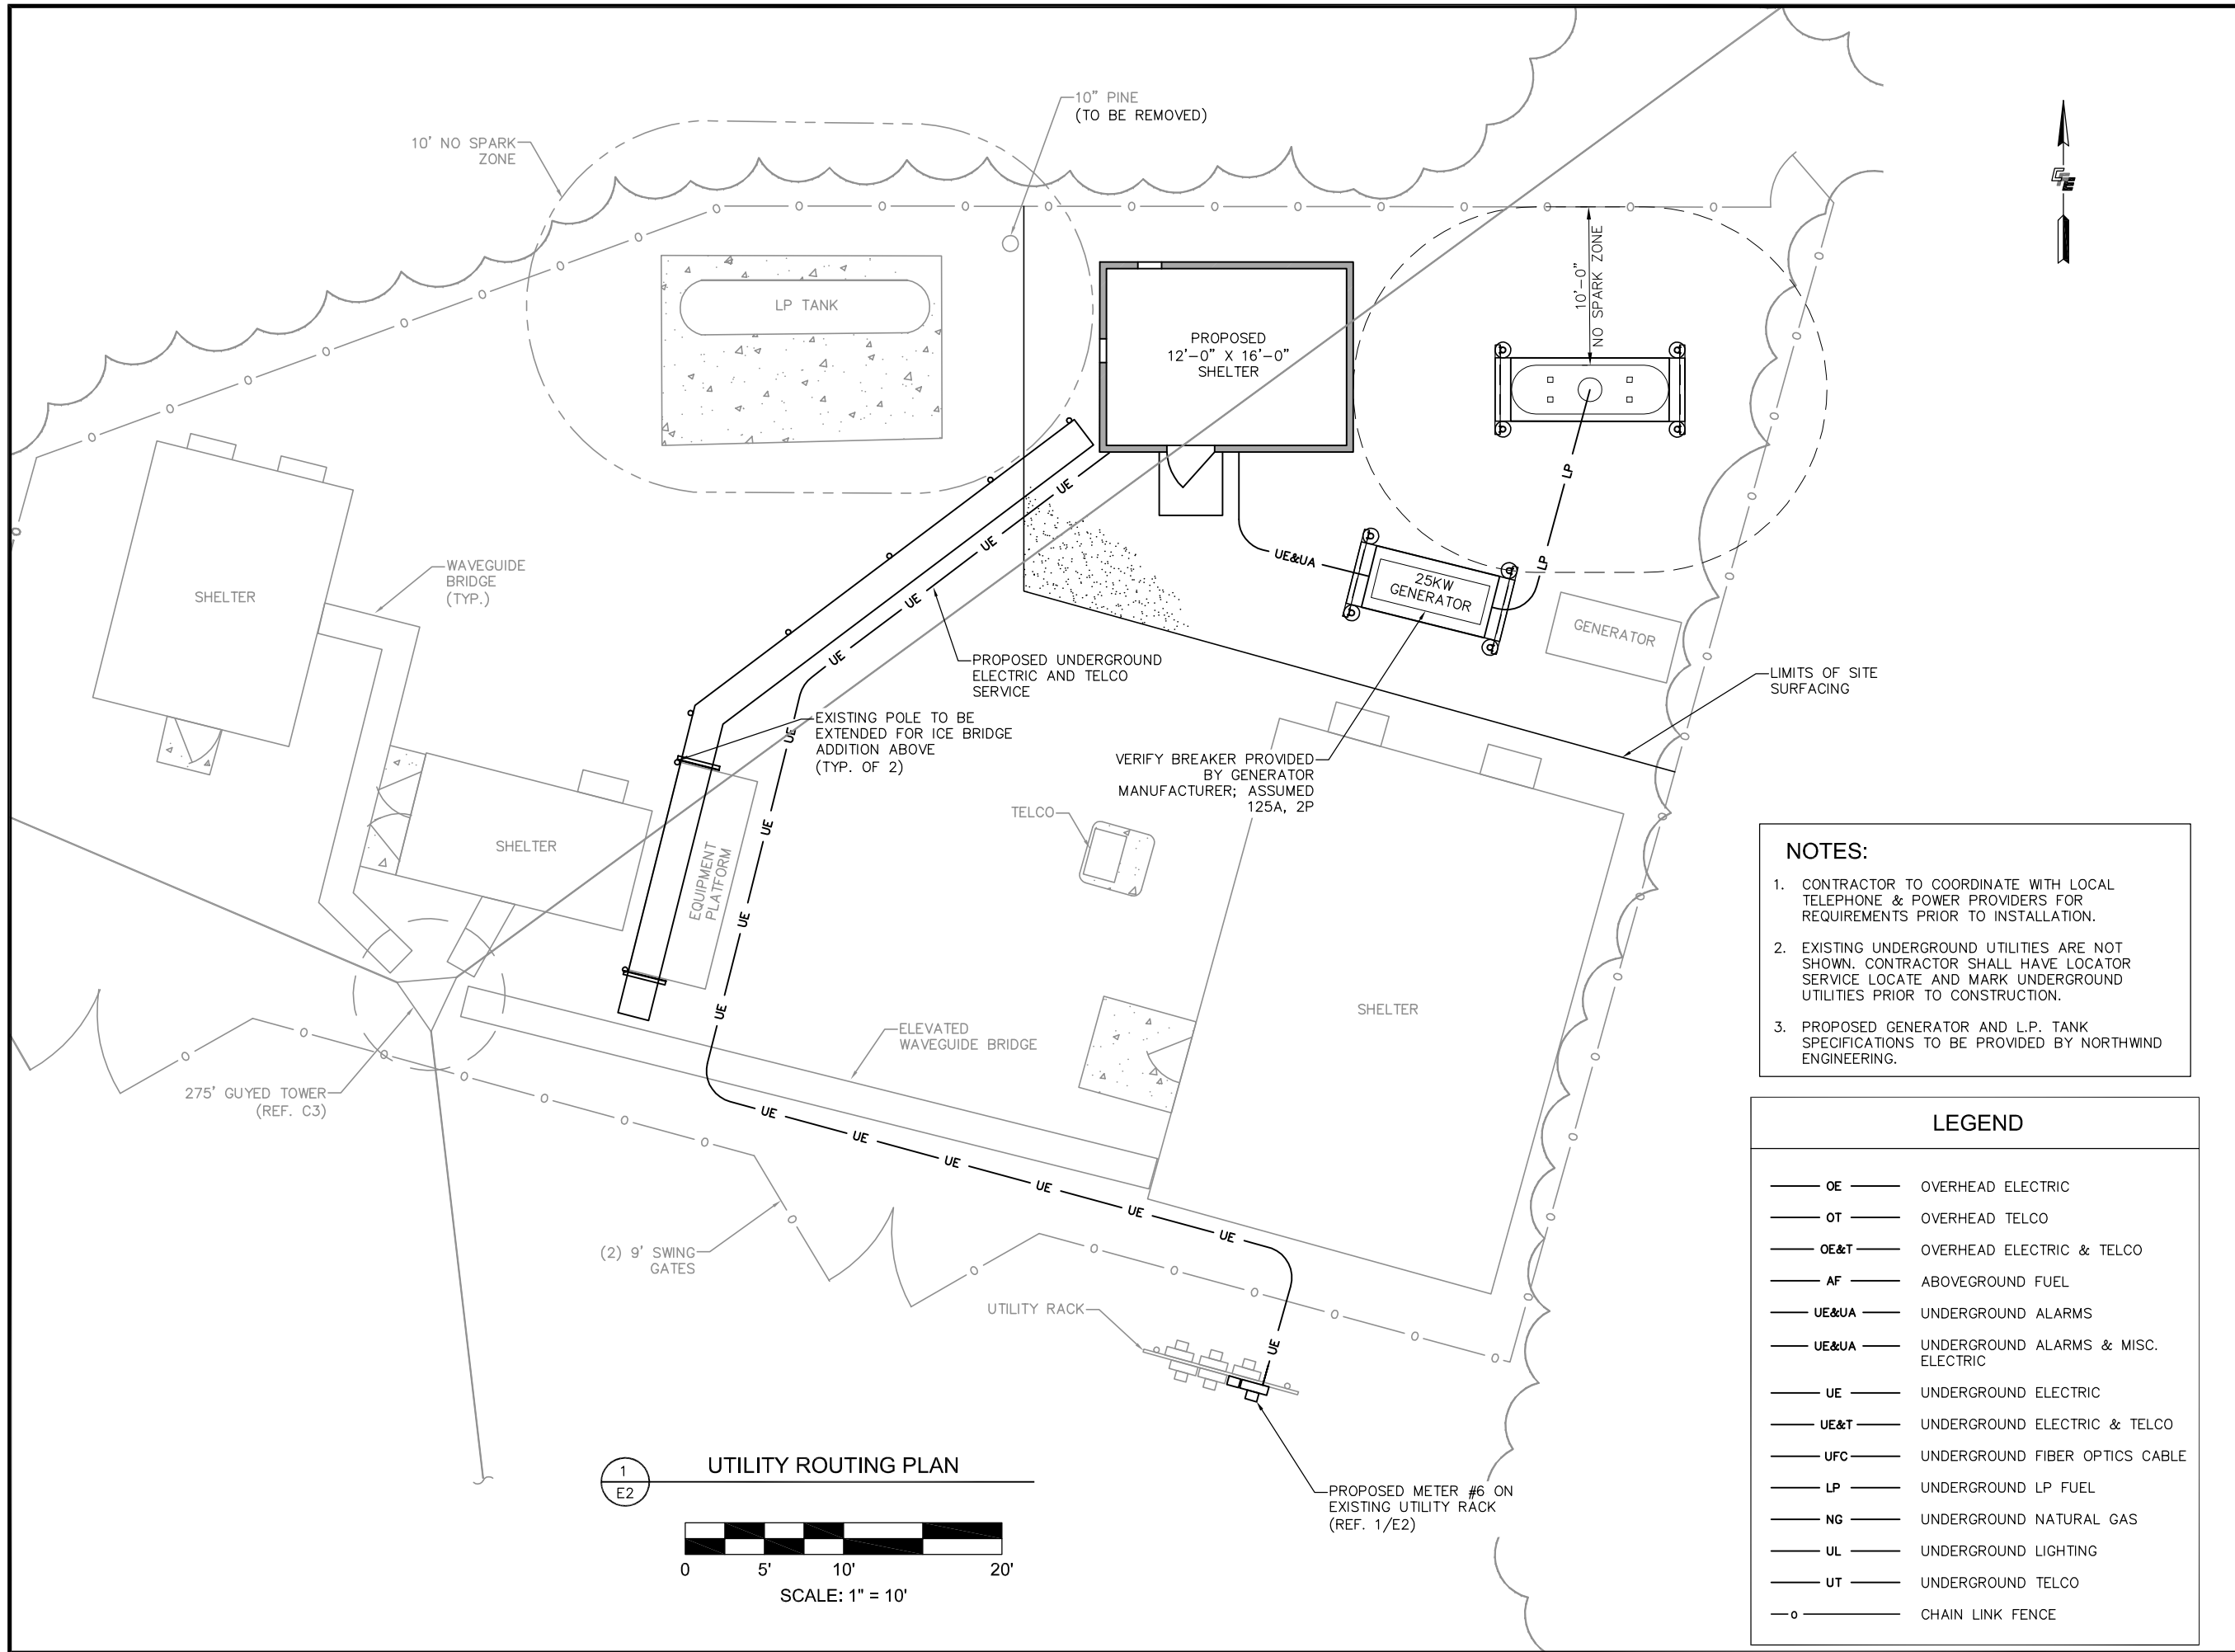 10" PINE
(TO BE REMOVED)
10' NO SPARK
ZONE
CFE
10'-0"
NO SPARK ZONE
LP TANK
PROPOSED
12'-0" X 16'-0"
SHELTER
LP
LP
UE&UA
25KW
GENERATOR
GENERATOR
WAVEGUIDE
BRIDGE
(TYP.)
SHELTER
UE
UE
UE
UE
UE
UE
UE
UE
PROPOSED UNDERGROUND
ELECTRIC AND TELCO
SERVICE
LIMITS OF SITE
SURFACING
EXISTING POLE TO BE
EXTENDED FOR ICE BRIDGE
ADDITION ABOVE
(TYP. OF 2)
VERIFY BREAKER PROVIDED
BY GENERATOR
MANUFACTURER; ASSUMED
125A, 2P
TELCO
SHELTER
EQUIPMENT
PLATFORM
SHELTER
ELEVATED
WAVEGUIDE BRIDGE
275' GUYED TOWER
(REF. C3)
UE
UE
UE
UE
UE
UE
UE
(2) 9' SWING
GATES
UTILITY RACK
PROPOSED METER #6 ON
EXISTING UTILITY RACK
(REF. 1/E2)
1
E2
UTILITY ROUTING PLAN
0 5' 10' 20'
SCALE: 1" = 10'
NOTES:
1. CONTRACTOR TO COORDINATE WITH LOCAL
TELEPHONE & POWER PROVIDERS FOR
REQUIREMENTS PRIOR TO INSTALLATION.
2. EXISTING UNDERGROUND UTILITIES ARE NOT
SHOWN. CONTRACTOR SHALL HAVE LOCATOR
SERVICE LOCATE AND MARK UNDERGROUND
UTILITIES PRIOR TO CONSTRUCTION.
3. PROPOSED GENERATOR AND L.P. TANK
SPECIFICATIONS TO BE PROVIDED BY NORTHWIND
ENGINEERING.
LEGEND
OE OVERHEAD ELECTRIC
OT OVERHEAD TELCO
OE&T OVERHEAD ELECTRIC & TELCO
AF ABOVEGROUND FUEL
UE&UA UNDERGROUND ALARMS
UE&UA UNDERGROUND ALARMS & MISC.
ELECTRIC
UE UNDERGROUND ELECTRIC
UE&T UNDERGROUND ELECTRIC & TELCO
UFC UNDERGROUND FIBER OPTICS CABLE
LP UNDERGROUND LP FUEL
NG UNDERGROUND NATURAL GAS
UL UNDERGROUND LIGHTING
UT UNDERGROUND TELCO
o CHAIN LINK FENCE